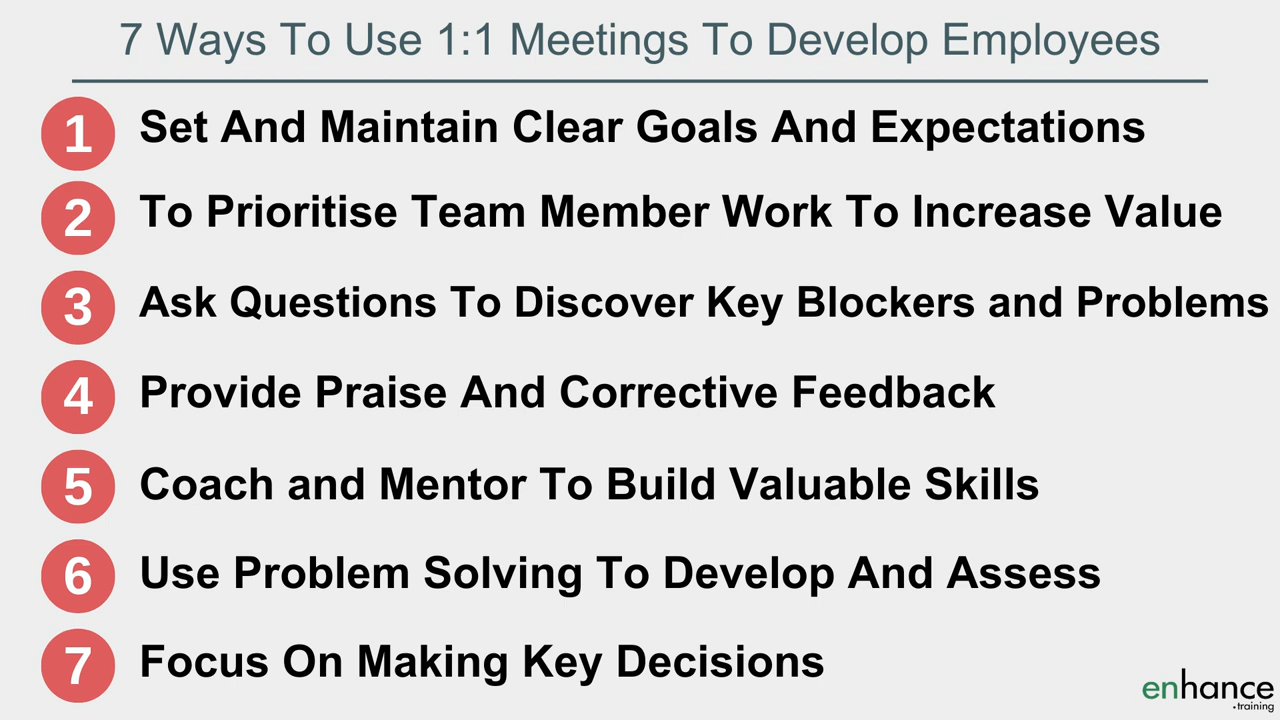 7 Ways To Use 1:1 Meetings To Develop Employees
1 Set And Maintain Clear Goals And Expectations
2 To Prioritise Team Member Work To Increase Value
3 Ask Questions To Discover Key Blockers and Problems
4 Provide Praise And Corrective Feedback
5 Coach and Mentor To Build Valuable Skills
6 Use Problem Solving To Develop And Assess
7 Focus On Making Key Decisions
enhance
.training